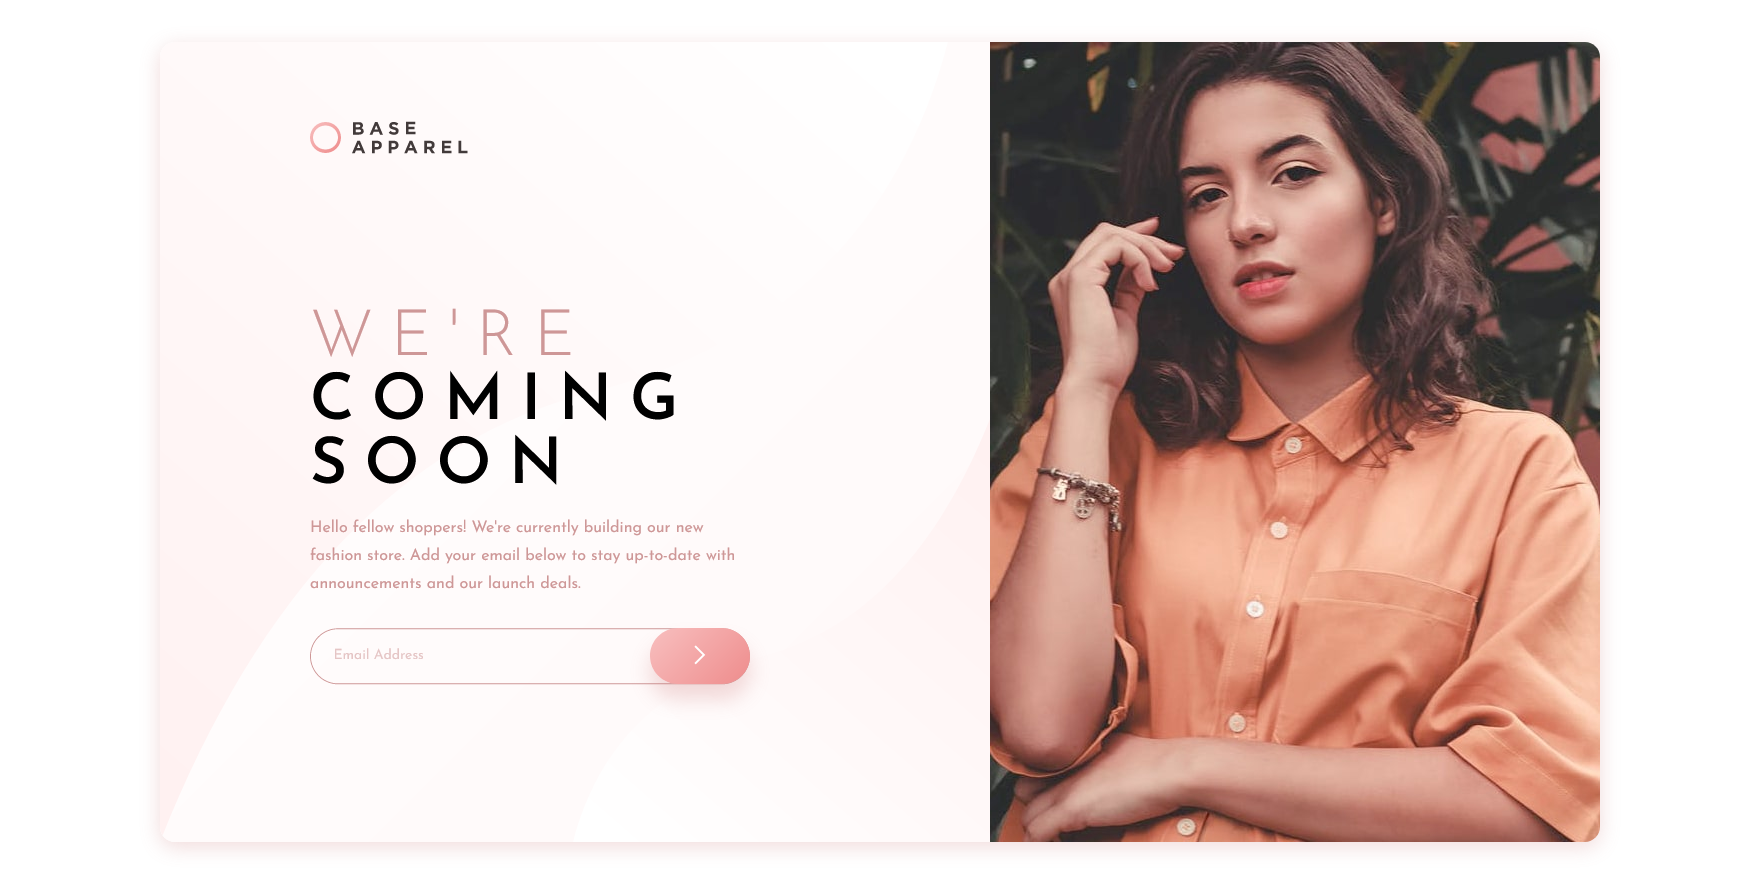 BASE
APPAREL
WE'RE
COMING
SOON
Hello fellow shoppers! We're currently building our new
fashion store. Add your email below to stay up-to-date with
announcements and our launch deals.
Email Address